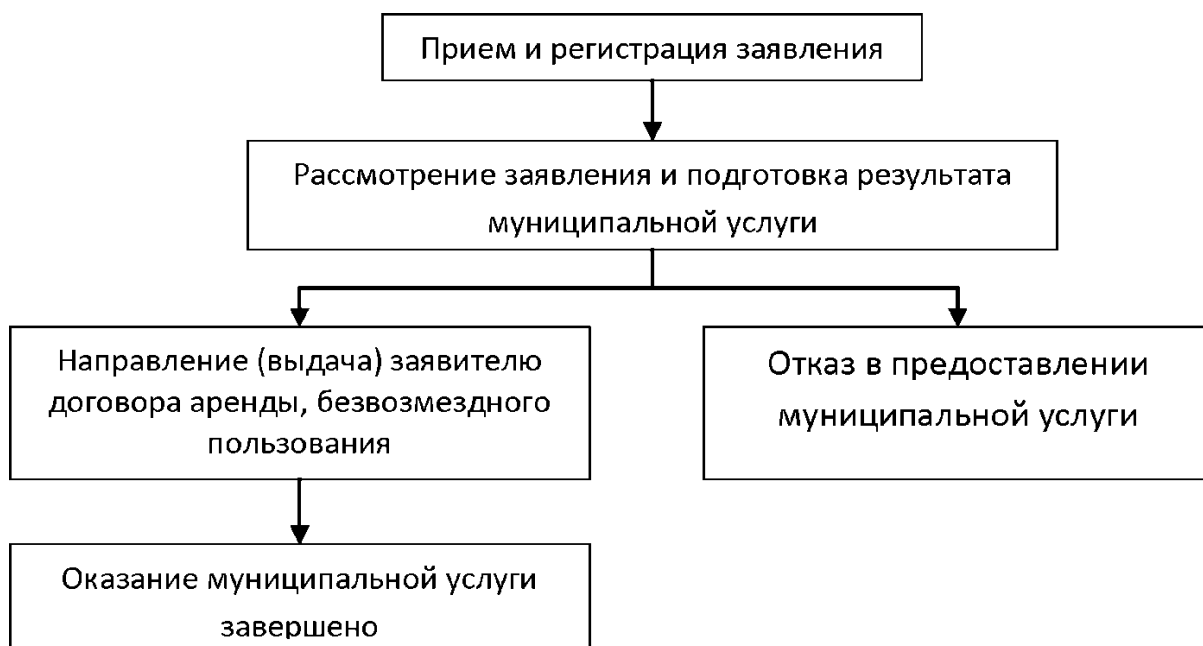 Прием и регистрация заявления
Рассмотрение заявления и подготовка результата
муниципальной услуги
Направление (выдача) заявителю
договора аренды, безвозмездного
пользования
Отказ в предоставлении
муниципальной услуги
Оказание муниципальной услуги
завершено